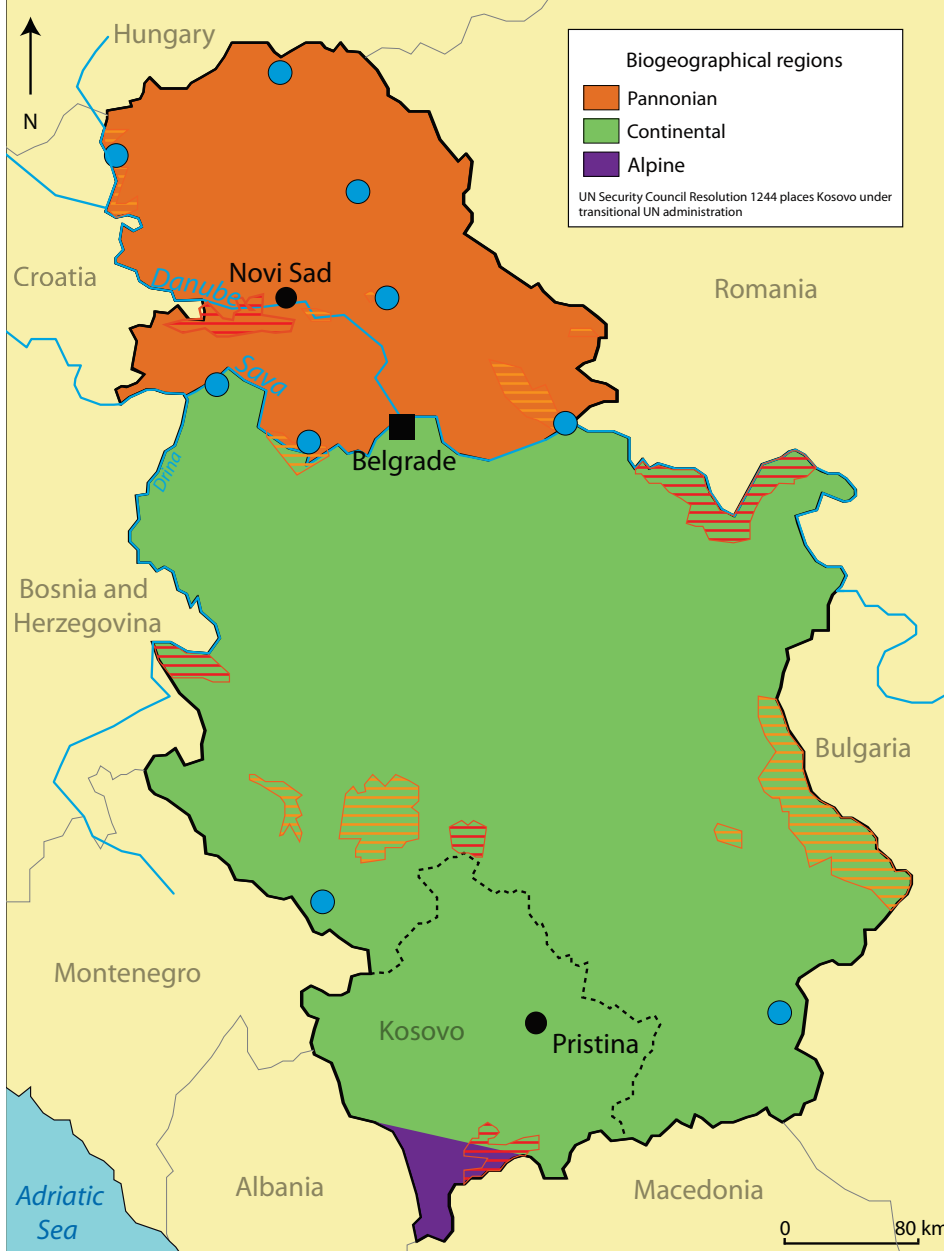 Hungary
N
Biogeographical regions
Pannonian
Continental
Alpine
UN Security Council Resolution 1244 places Kosovo under
transitional UN administration
Croatia
Danube
Novi Sad
Romania
Sava
Belgrade
Drina
Bosnia and
Herzegovina
Bulgaria
Montenegro
Kosovo
Pristina
Albania
Macedonia
Adriatic
Sea
0 80 km